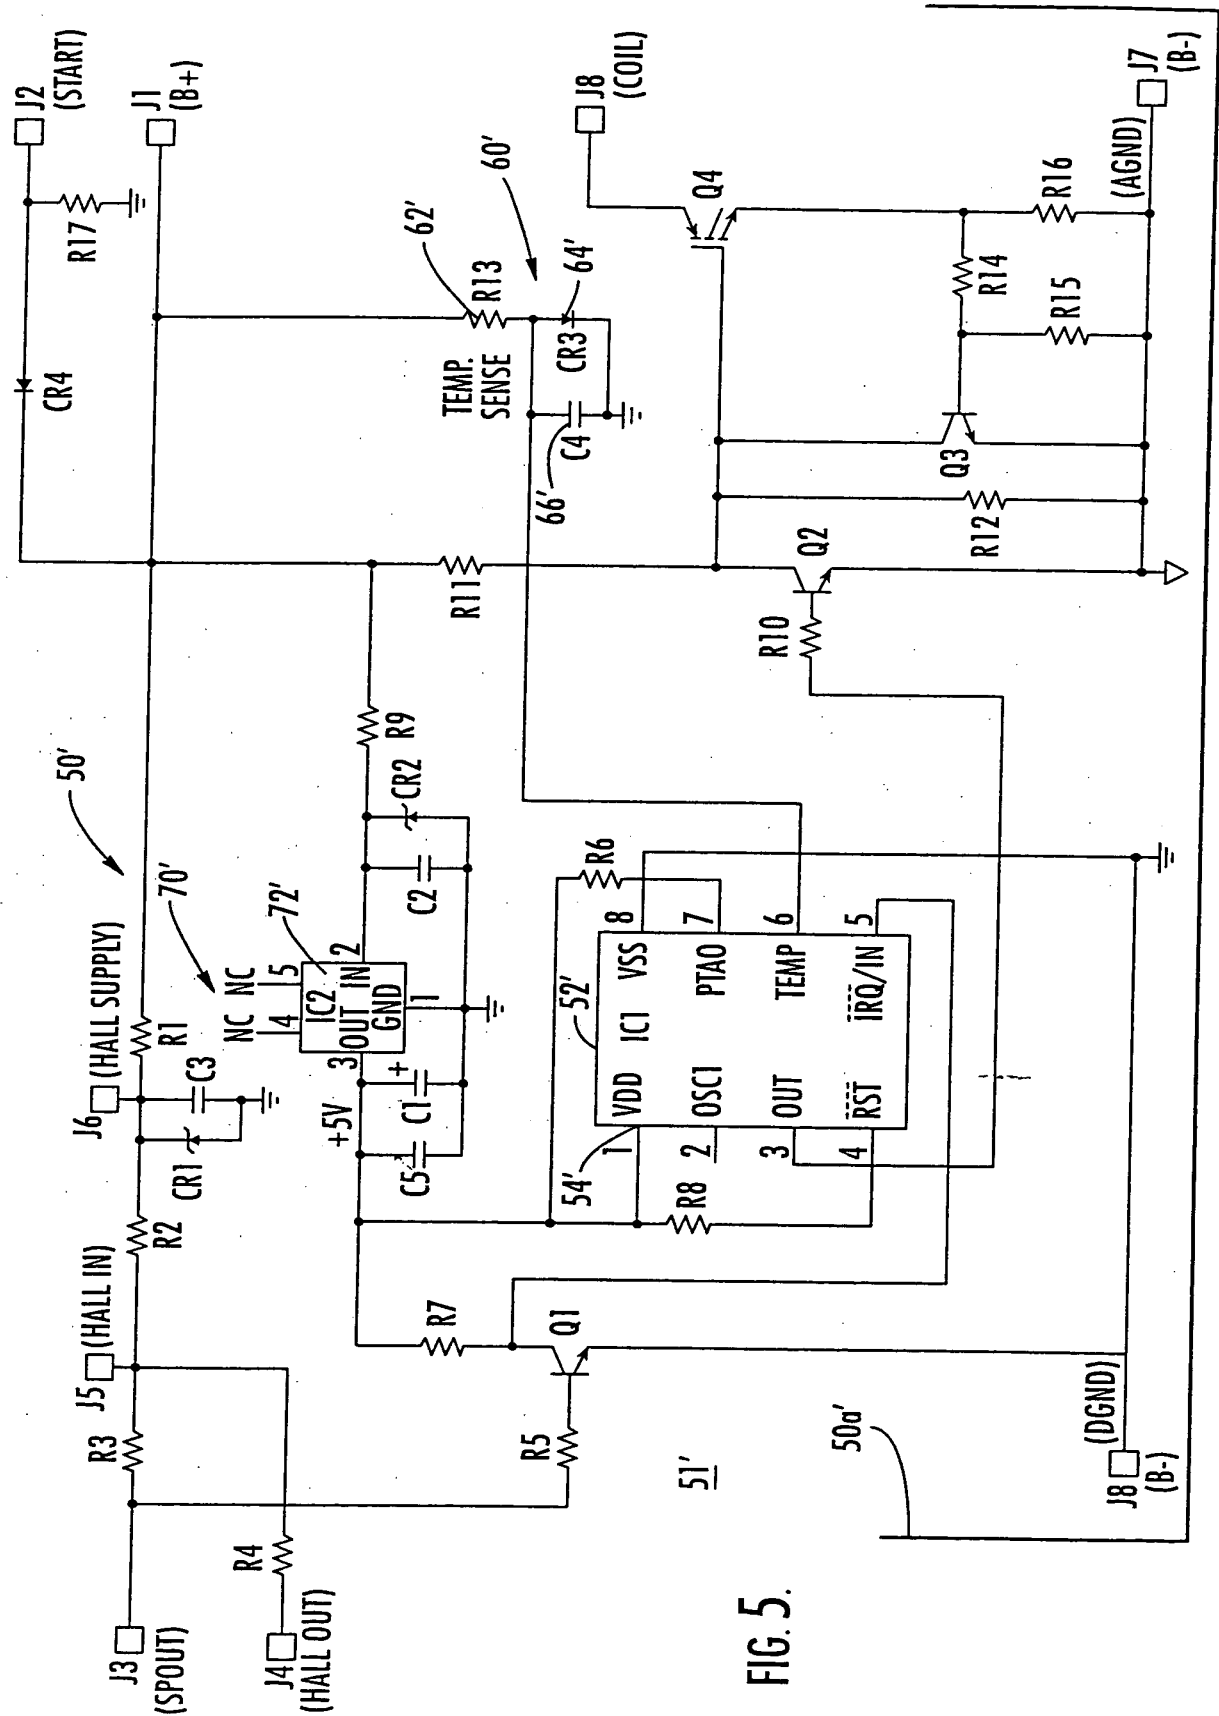 J2
(START)
J1
(B+)
R17
CR4
50'
70'
J6
(HALL SUPPLY)
R1
C3
CR1
R2
J5
(HALL IN)
R3
J3
(SPOUT)
R4
J4
(HALL OUT)
NC
NC
4
5
72'
IC2
OUT
IN
GND
3
2
1
+5V
C5
C1
+
C2
CR2
R9
R11
TEMP.
SENSE
R13
62'
60'
64'
CR3
C4
66'
J8
(COIL)
Q4
R14
R15
R16
(AGND)
J7
(B-)
Q3
R12
Q2
R10
R6
52'
IC1
54'
VDD
OSC1
OUT
RST
1
2
3
4
VSS
PTAO
TEMP
IRQ/IN
8
7
6
5
R8
R7
Q1
R5
51'
50a'
(DGND)
J8
(B-)
FIG. 5.